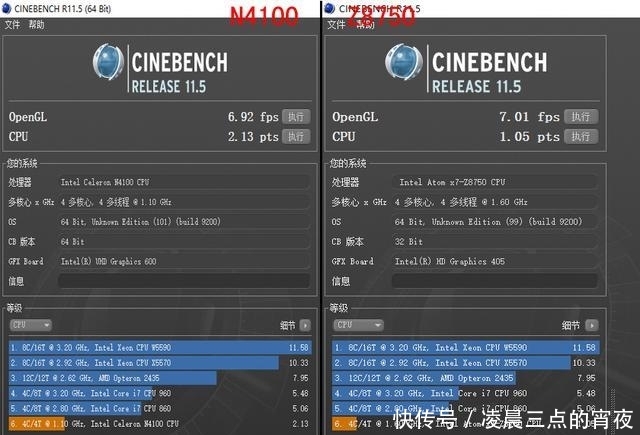 CINEBENCH R11.5 (64 Bit)
N4100
文件 帮助
CINEBENCH
RELEASE 11.5
OpenGL 6.92 fps 执行
CPU 2.13 pts 执行
您的系统
处理器 Intel Celeron N4100 CPU
多核心 x GHz 4 多核心, 4 多线程 @ 1.10 GHz
OS 64 Bit, Unknown Edition (101) (build 9200)
CB 版本 64 Bit
GFX Board Intel(R) UHD Graphics 600
信息
等级
CPU 细节
1. 8C/16T @ 3.20 GHz, Intel Xeon CPU W5590 11.58
2. 8C/16T @ 2.92 GHz, Intel Xeon CPU X5570 10.33
3. 12C/12T @ 2.62 GHz, AMD Opteron 2435 7.95
4. 4C/8T @ 3.20 GHz, Intel Core i7 CPU 960 5.48
5. 4C/8T @ 2.80 GHz, Intel Core i7 CPU 860 5.06
6. 4C/4T @ 1.10 GHz, Intel Celeron N4100 CPU 2.13
CINEBENCH R11.5
Z8750
文件 帮助
CINEBENCH
RELEASE 11.5
OpenGL 7.01 fps 执行
CPU 1.05 pts 执行
您的系统
处理器 Intel Atom x7-Z8750 CPU
多核心 x GHz 4 多核心, 4 多线程 @ 1.60 GHz
OS 64 Bit, Unknown Edition (99) (build 9200)
CB 版本 32 Bit
GFX Board Intel(R) HD Graphics 405
信息
等级
CPU 细节
1. 8C/16T @ 3.20 GHz, Intel Xeon CPU W5590 11.58
2. 8C/16T @ 2.92 GHz, Intel Xeon CPU X5570 10.33
3. 12C/12T @ 2.62 GHz, AMD Opteron 2435 7.95
4. 4C/8T @ 3.20 GHz, Intel Core i7 CPU
5. 4C/8T @ 2.80 GHz, Intel Core i7 CPU
6. 4C/4T @ 1.60 GHz, Intel Atom
快传号 / 凌晨三点的宵夜